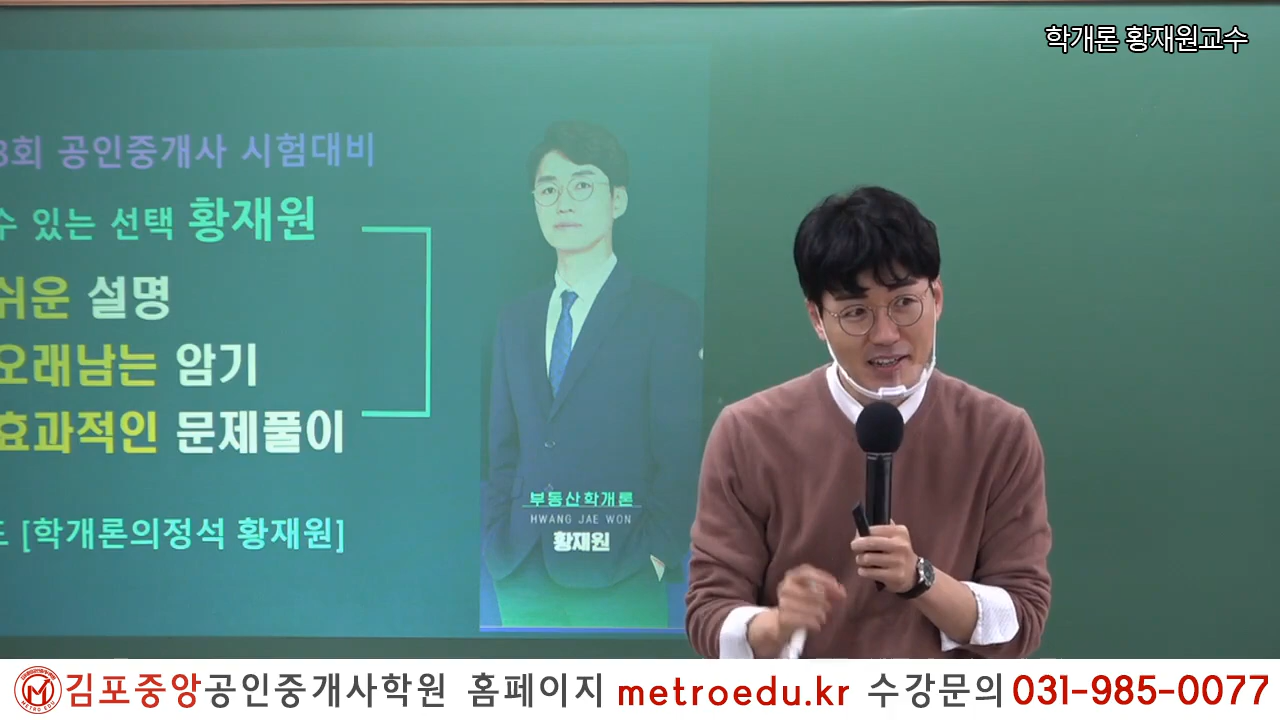 학개론 황재원교수
회 공인중개사 시험대비
수 있는 선택 황재원
쉬운 설명
오래남는 암기
효과적인 문제풀이
[학개론의정석 황재원]
부동산학개론
HWANG JAE WON
황재원
METRO EDU
김포중앙공인중개사학원 홈페이지 metroedu.kr 수강문의 031-985-0077